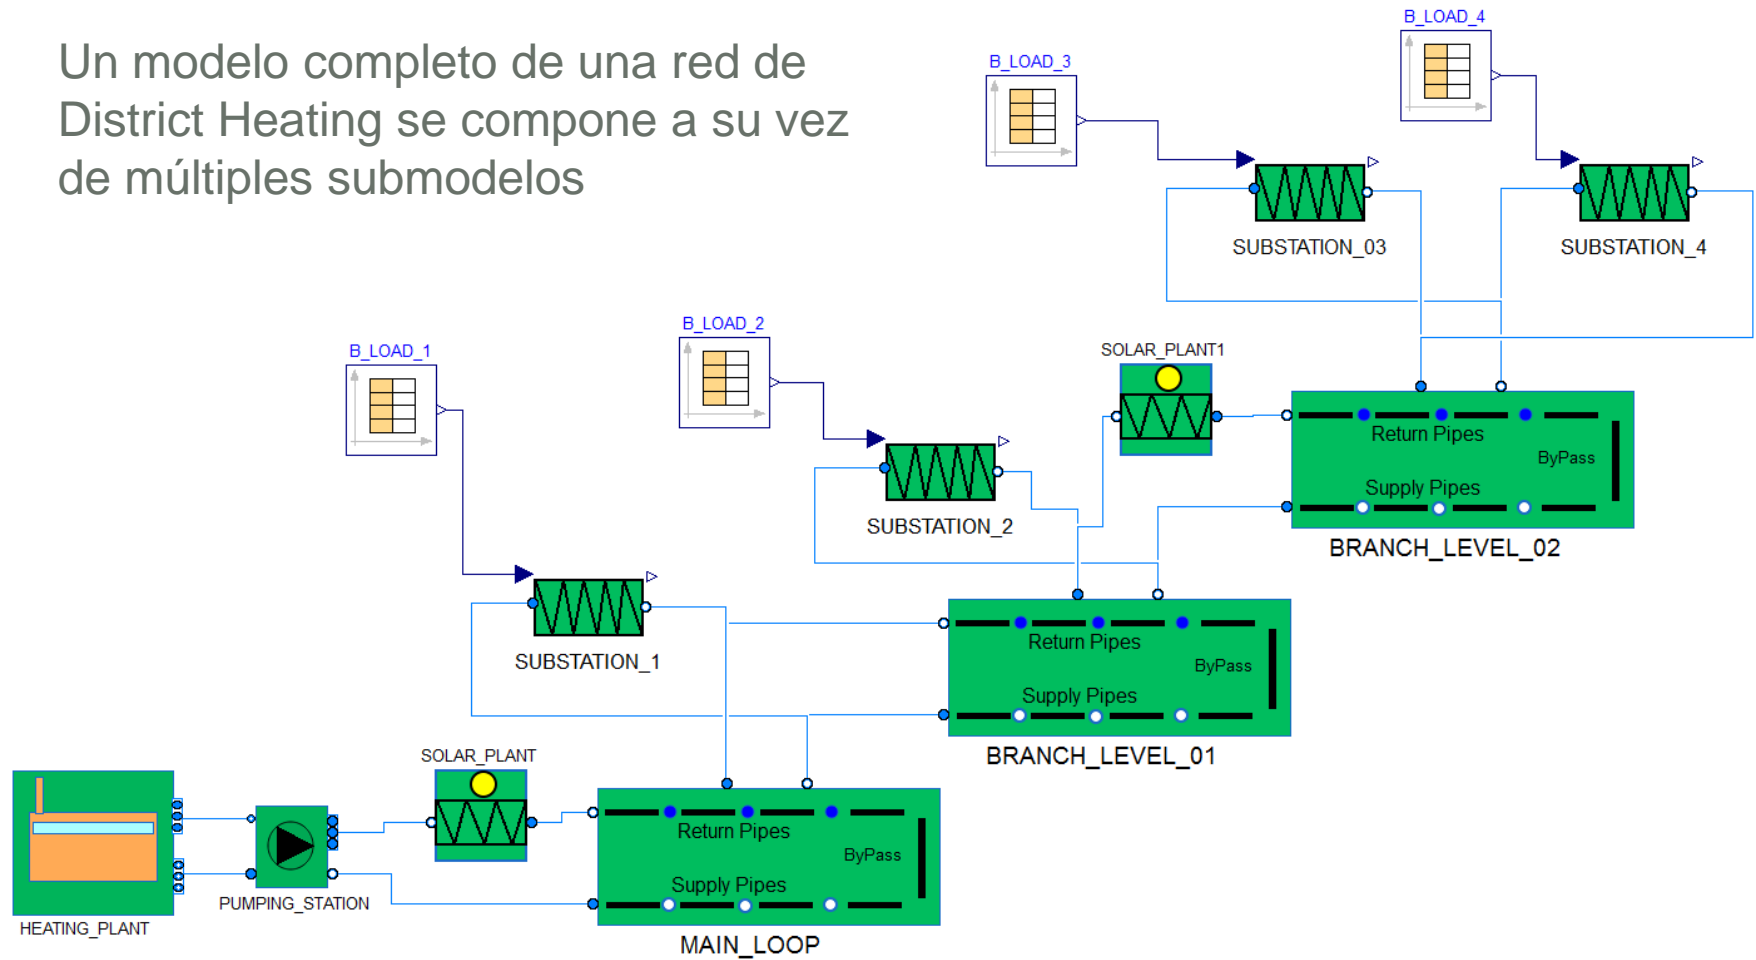 Un modelo completo de una red de
District Heating se compone a su vez
de múltiples submodelos
B_LOAD_4
B_LOAD_3
SUBSTATION_03
SUBSTATION_4
B_LOAD_2
B_LOAD_1
SOLAR_PLANT1
Return Pipes
ByPass
Supply Pipes
SUBSTATION_2
BRANCH_LEVEL_02
Return Pipes
ByPass
Supply Pipes
SUBSTATION_1
BRANCH_LEVEL_01
SOLAR_PLANT
Return Pipes
ByPass
Supply Pipes
PUMPING_STATION
HEATING_PLANT
MAIN_LOOP